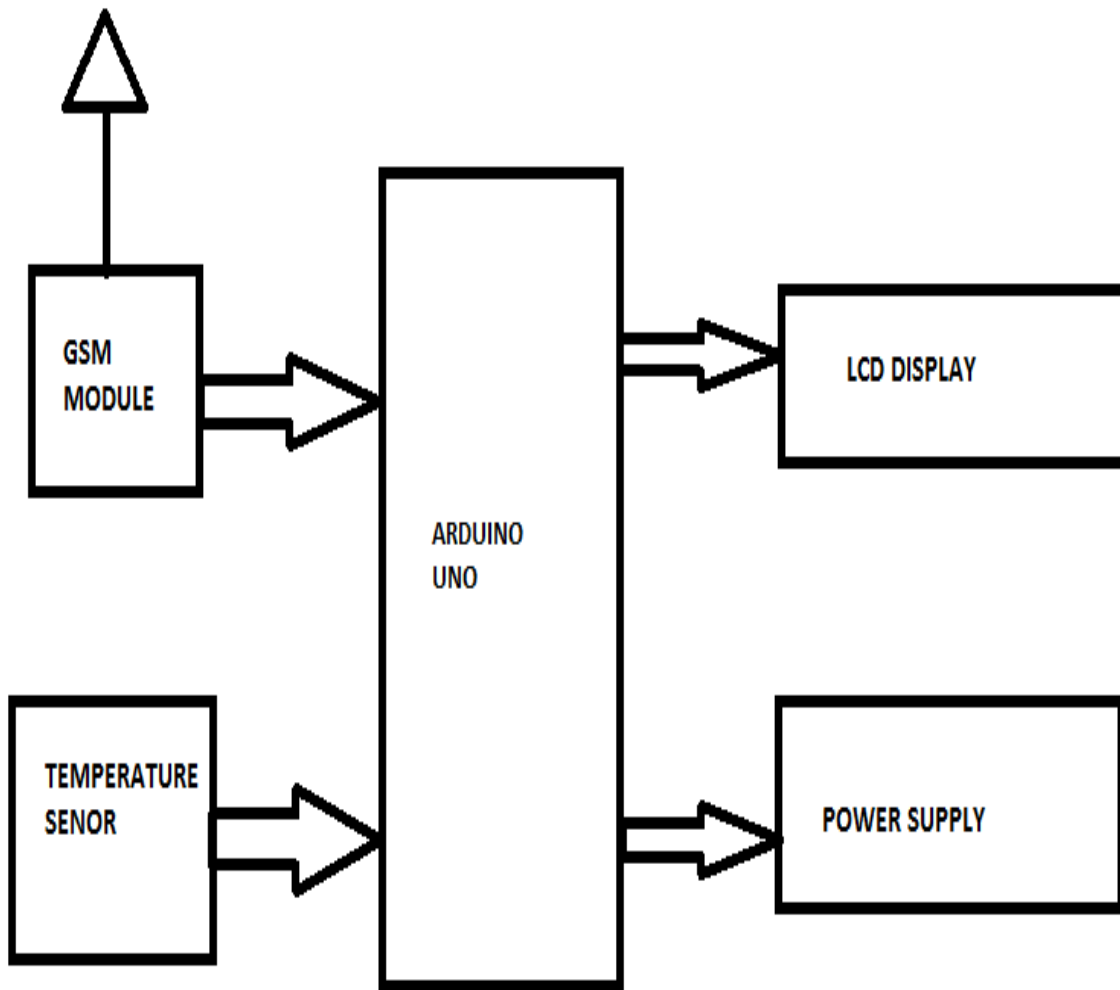 GSM
MODULE
LCD DISPLAY
ARDUINO
UNO
TEMPERATURE
SENOR
POWER SUPPLY